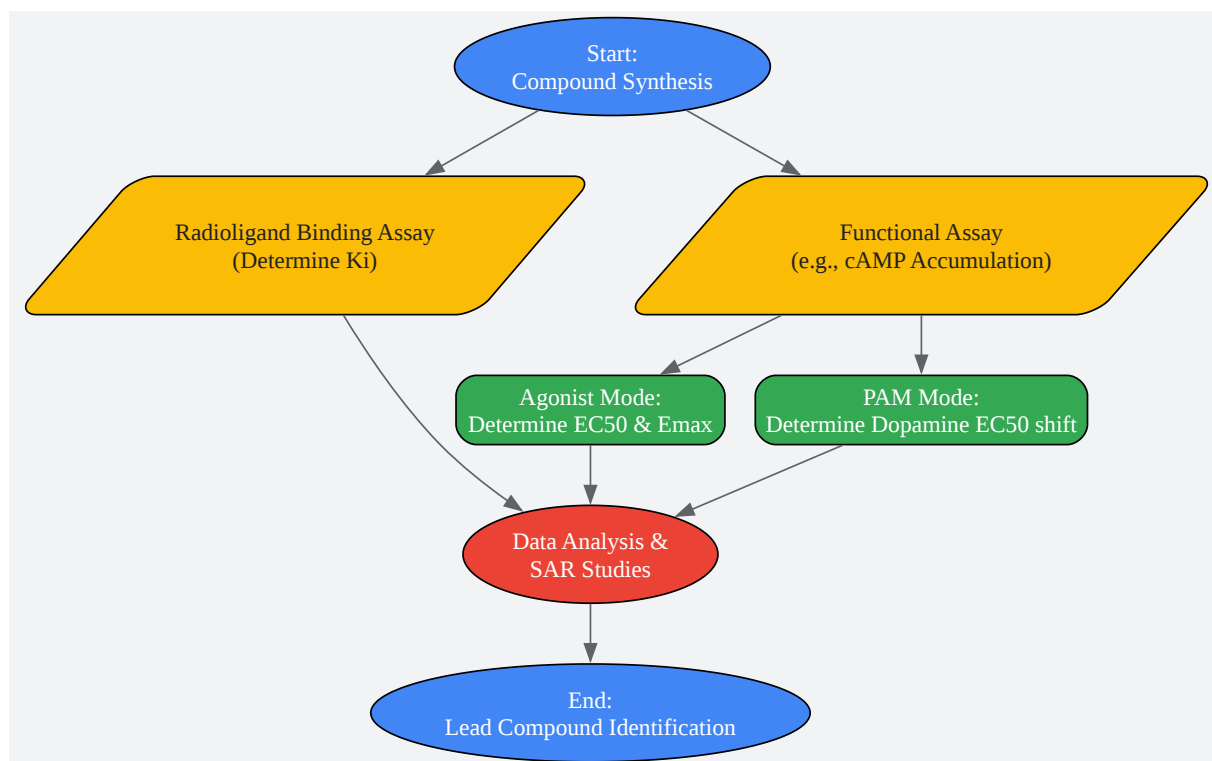 Start:
Compound Synthesis
Radioligand Binding Assay
(Determine Ki)
Functional Assay
(e.g., cAMP Accumulation)
Agonist Mode:
Determine EC50 & Emax
PAM Mode:
Determine Dopamine EC50 shift
Data Analysis &
SAR Studies
End:
Lead Compound Identification